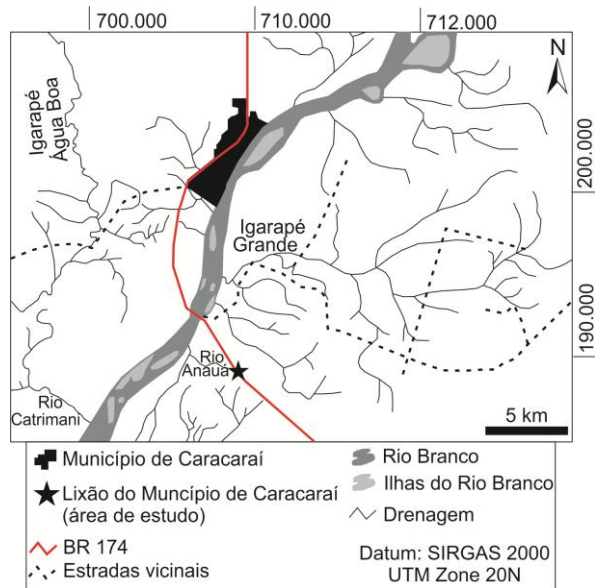 700.000 710.000 712.000
N
Igarapé
Água Boa
200.000
Igarapé
Grande
190.000
Rio
Anauá
Rio
Catrimani
5 km
Município de Caracaraí
Lixão do Muncípio de Caracaraí
(área de estudo)
BR 174
Estradas vicinais
Rio Branco
Ilhas do Rio Branco
Drenagem
Datum: SIRGAS 2000
UTM Zone 20N